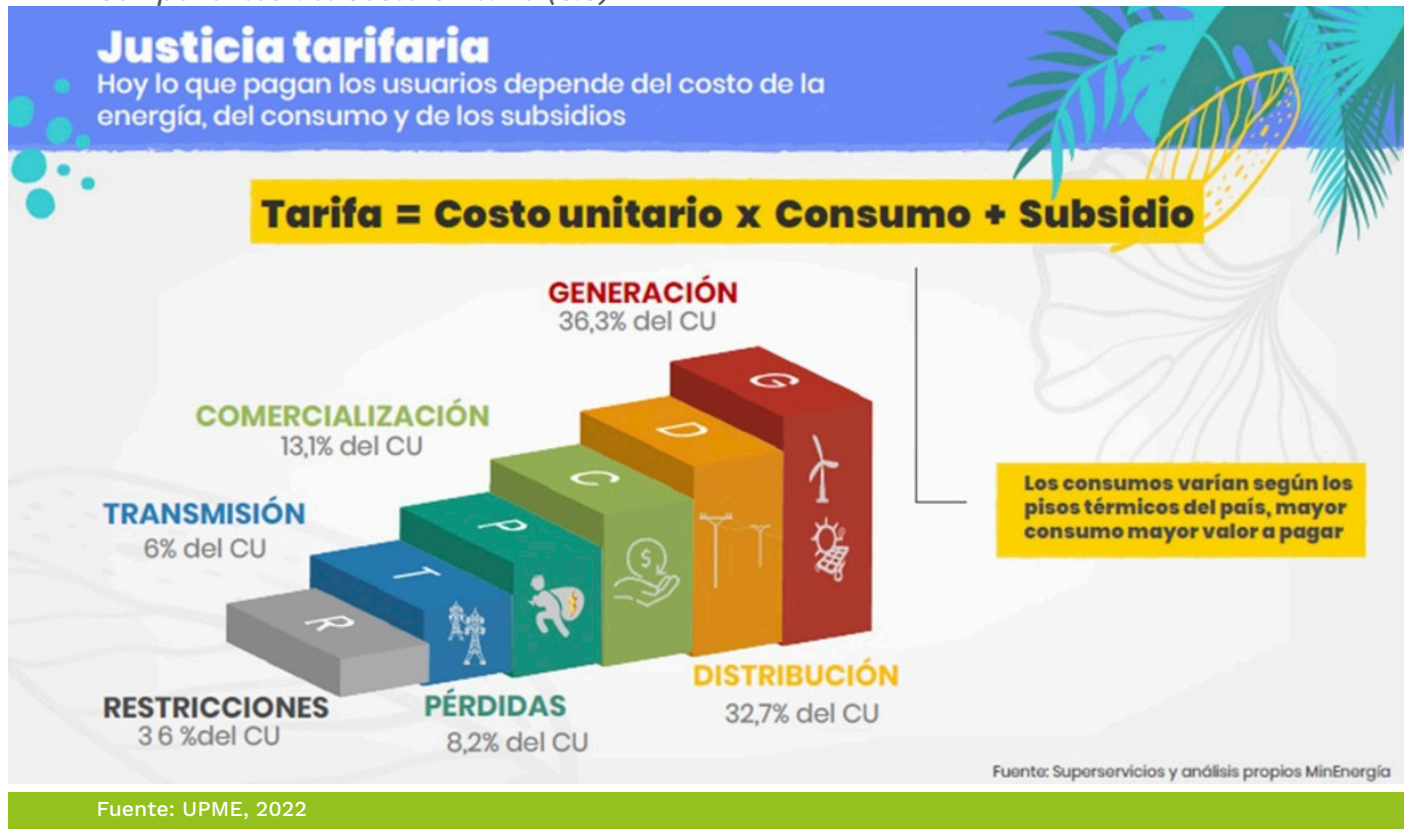 Justicia tarifaria
Hoy lo que pagan los usuarios depende del costo de la
energía, del consumo y de los subsidios
Tarifa = Costo unitario x Consumo + Subsidio
GENERACIÓN
36,3% del CU
COMERCIALIZACIÓN
13,1% del CU
TRANSMISIÓN
6% del CU
G
D
C
P
T
R
$
Los consumos varían según los
pisos térmicos del país, mayor
consumo mayor valor a pagar
RESTRICCIONES
3 6 %del CU
PÉRDIDAS
8,2% del CU
DISTRIBUCIÓN
32,7% del CU
Fuente: Superservicios y análisis propios MinEnergía
Fuente: UPME, 2022